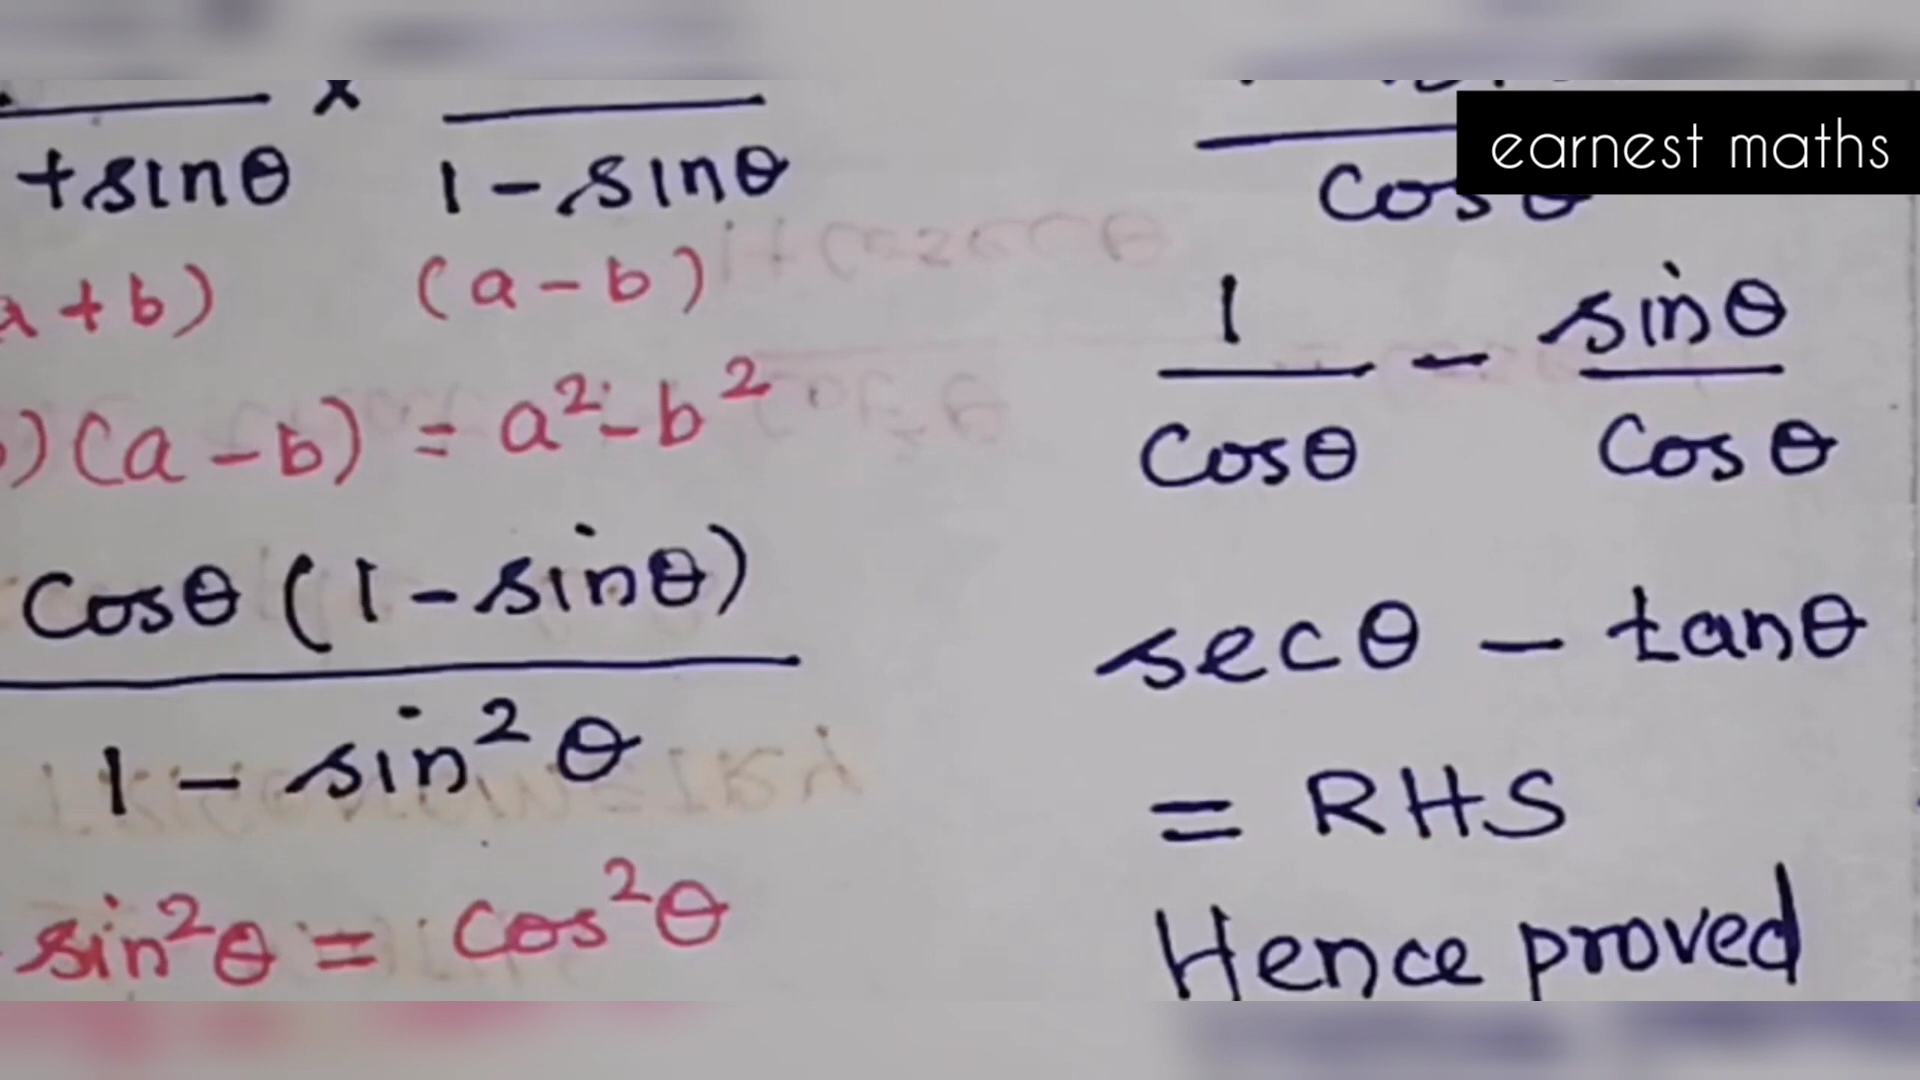 ×
+sinθ 1 - sinθ
a + b) (a - b)
)(a - b) = a² - b²
cosθ (1 - sinθ)
1 - sin²θ
sin²θ = cos²θ
earnest maths
cosθ
1 - sinθ
cosθ cosθ
secθ - tanθ
= RHS
Hence proved